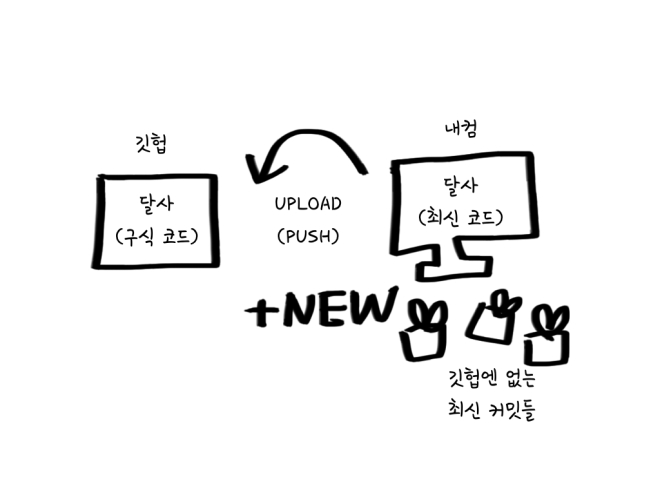 깃헙
내컴
달사
(구식 코드)
UPLOAD
(PUSH)
달사
(최신 코드)
+NEW
깃헙엔 없는
최신 커밋들